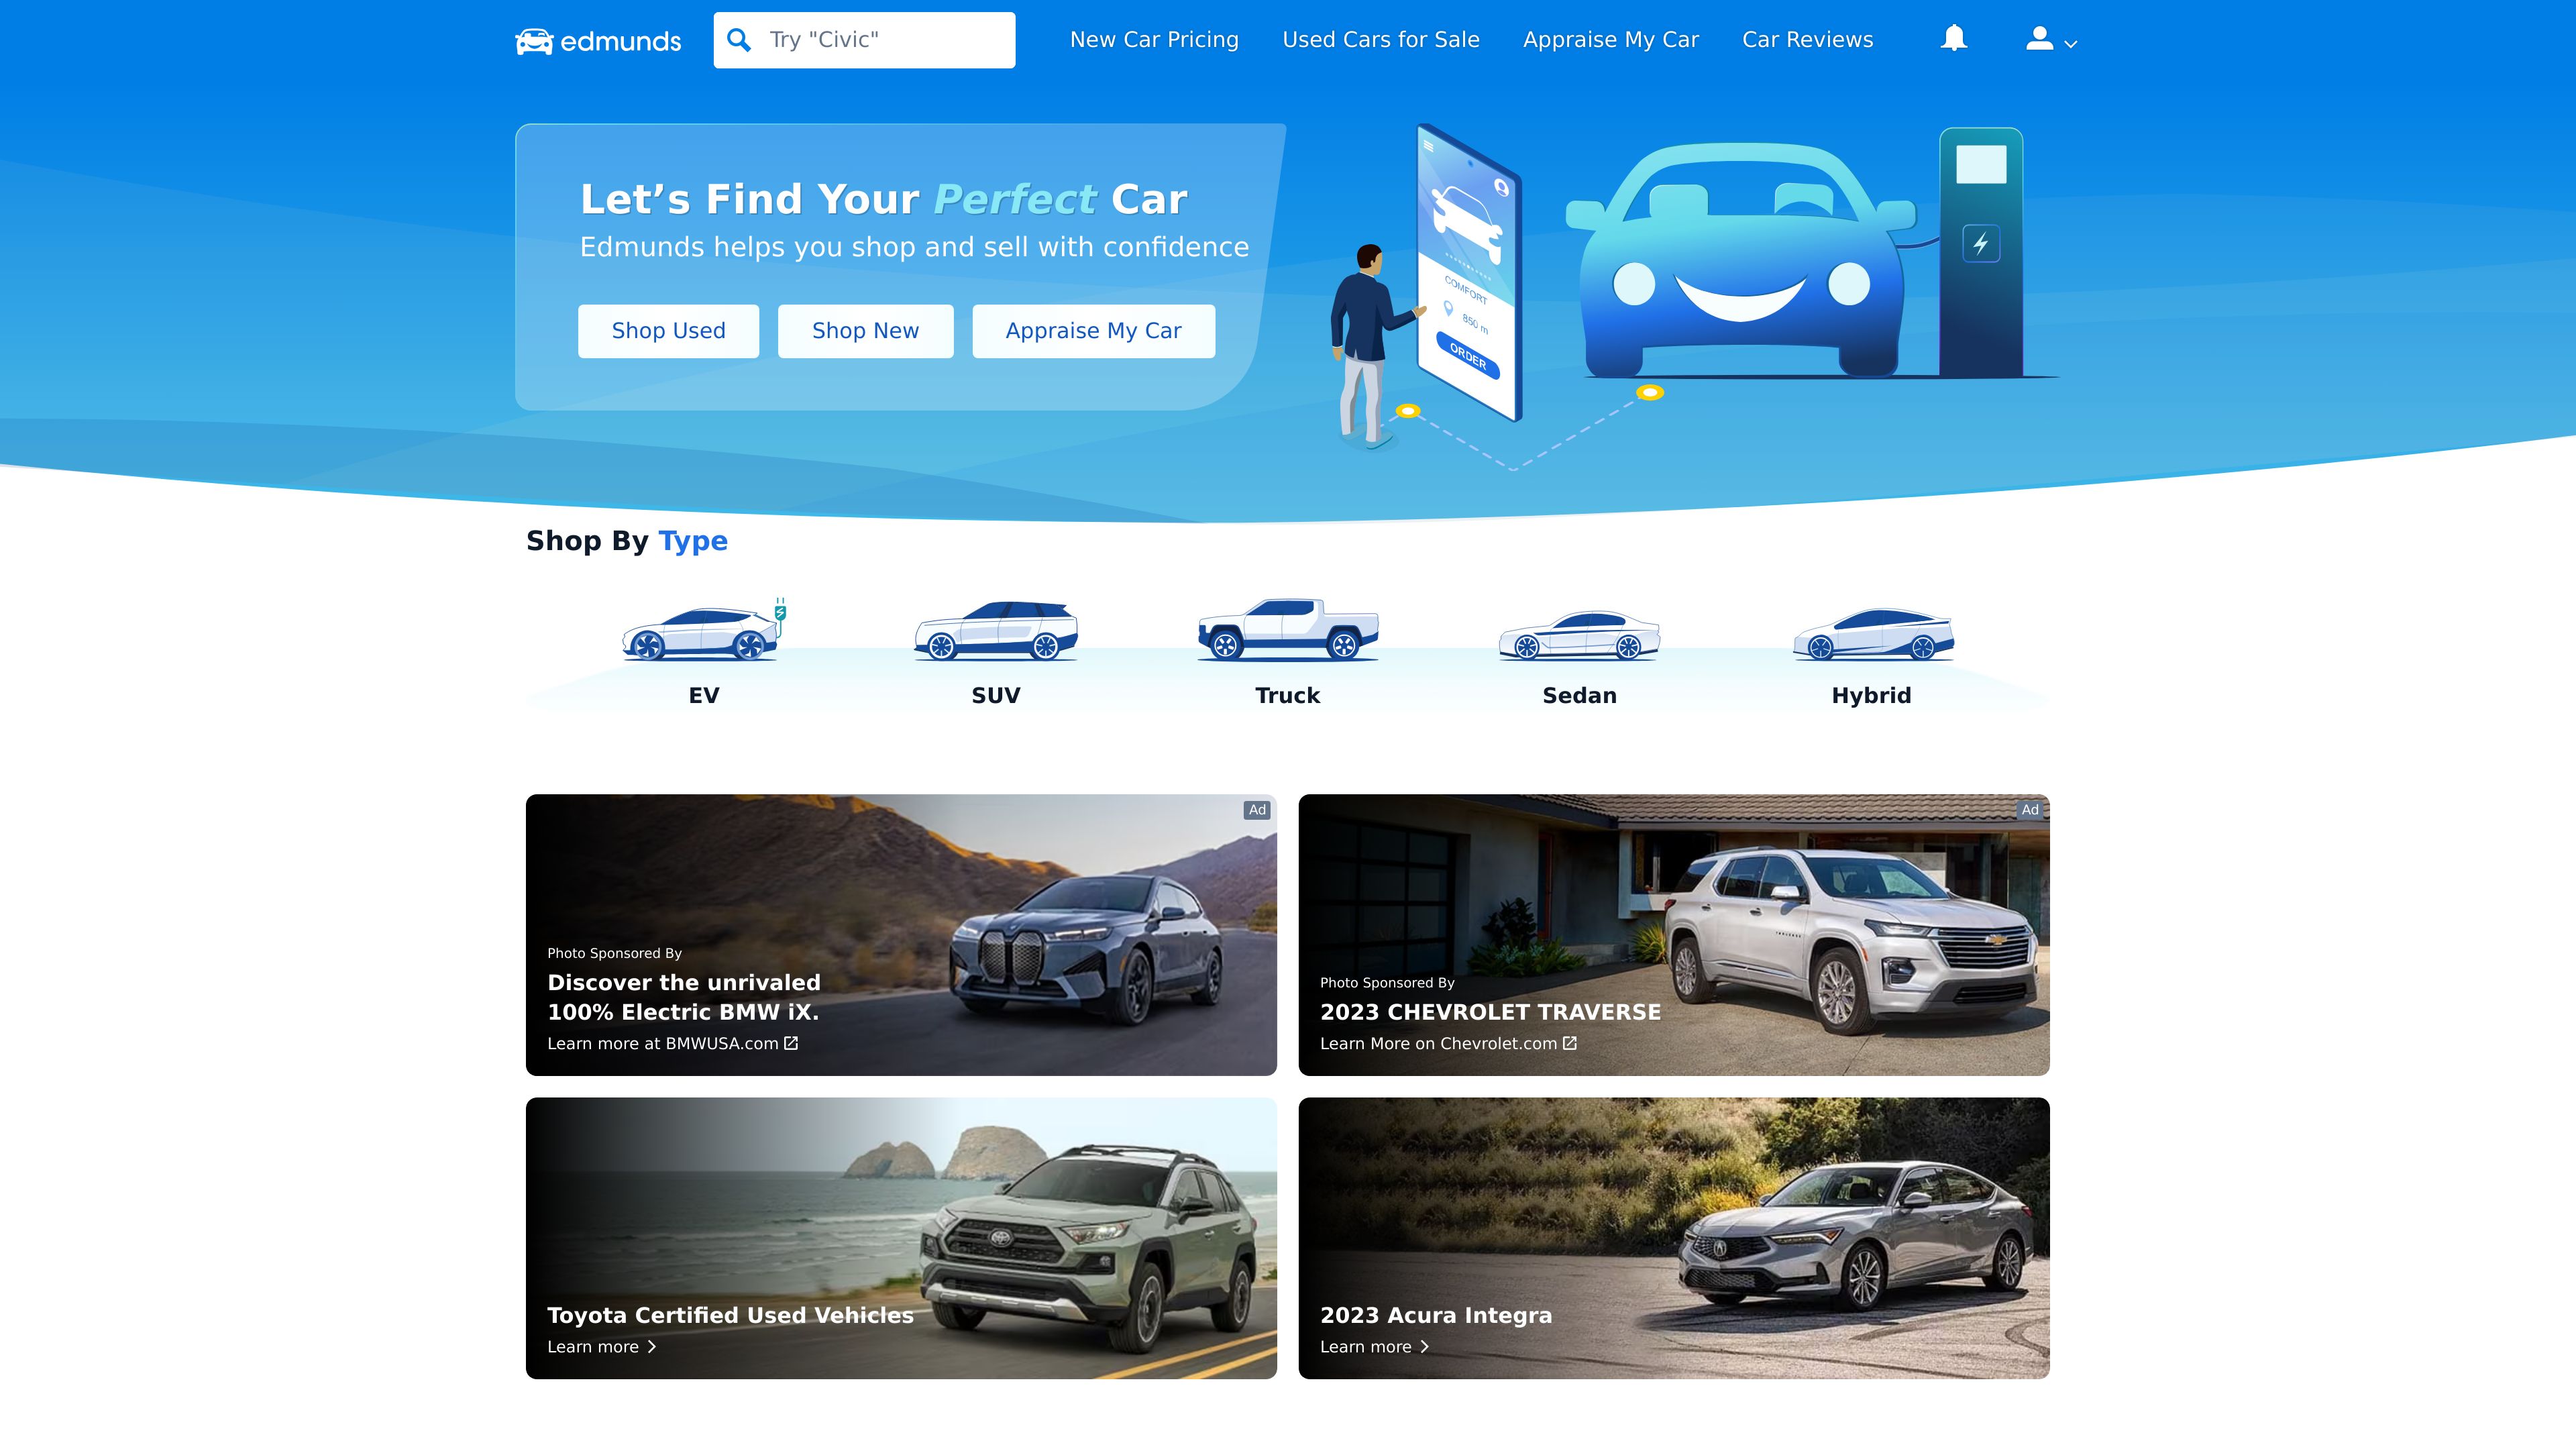 edmunds
Try "Civic"
New Car Pricing
Used Cars for Sale
Appraise My Car
Car Reviews
Let’s Find Your Perfect Car
Edmunds helps you shop and sell with confidence
Shop Used
Shop New
Appraise My Car
COMFORT
850 m
ORDER
Shop By Type
EV
SUV
Truck
Sedan
Hybrid
Ad
Photo Sponsored By
Discover the unrivaled
100% Electric BMW iX.
Learn more at BMWUSA.com
Ad
Photo Sponsored By
2023 CHEVROLET TRAVERSE
Learn More on Chevrolet.com
Toyota Certified Used Vehicles
Learn more
2023 Acura Integra
Learn more